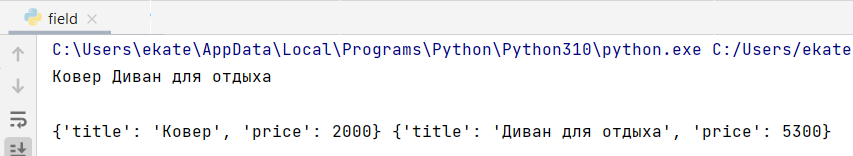 field
C:\Users\ekate\AppData\Local\Programs\Python\Python310\python.exe C:/Users/ekate
Ковер Диван для отдыха
{'title': 'Ковер', 'price': 2000} {'title': 'Диван для отдыха', 'price': 5300}